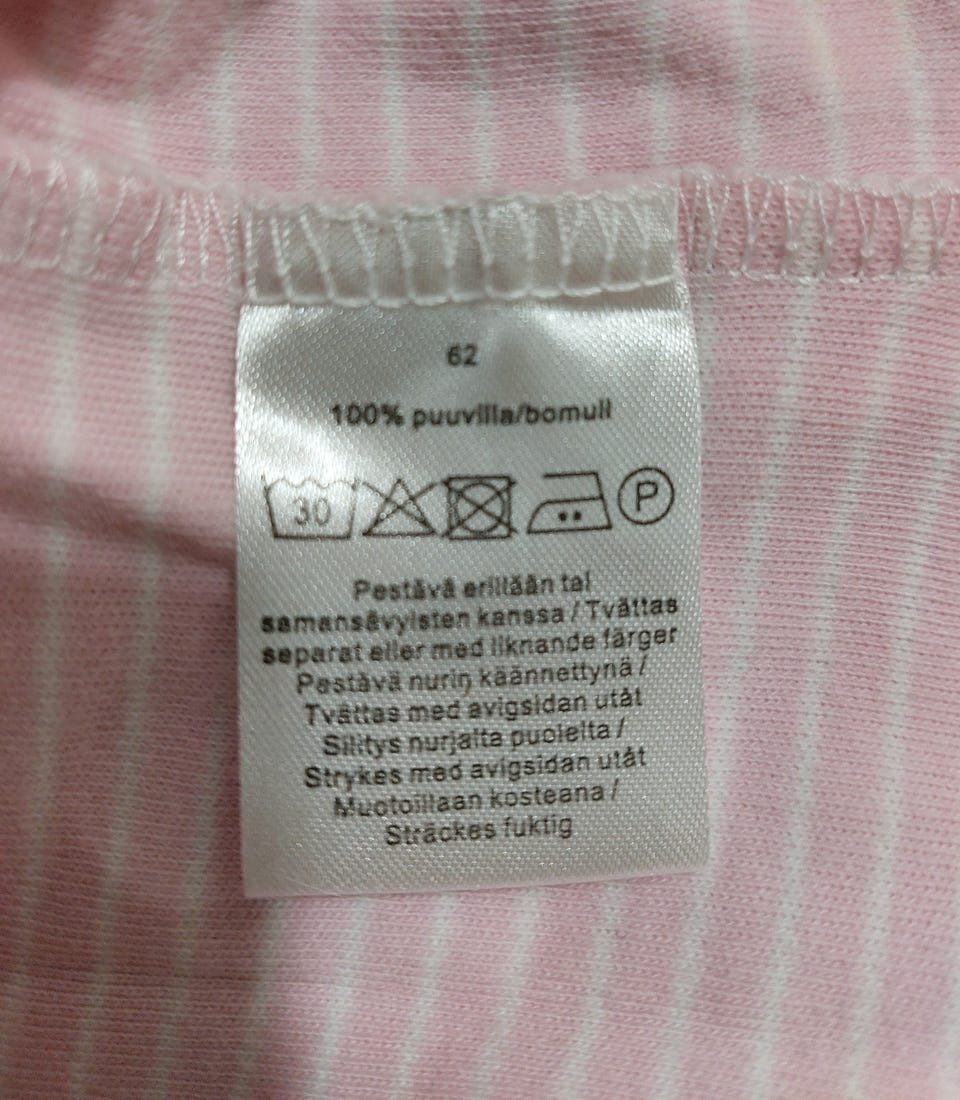 62
100% puuvilla/bomull
30 P
Pestävä erillään tai
samansävyisten kanssa / Tvättas
separat eller med liknande färger
Pestävä nurin käännettynä /
Tvättas med avigsidan utåt
Silitys nurjalta puolelta /
Strykes med avigsidan utåt
Muotoillaan kosteana /
Sträckes fuktig